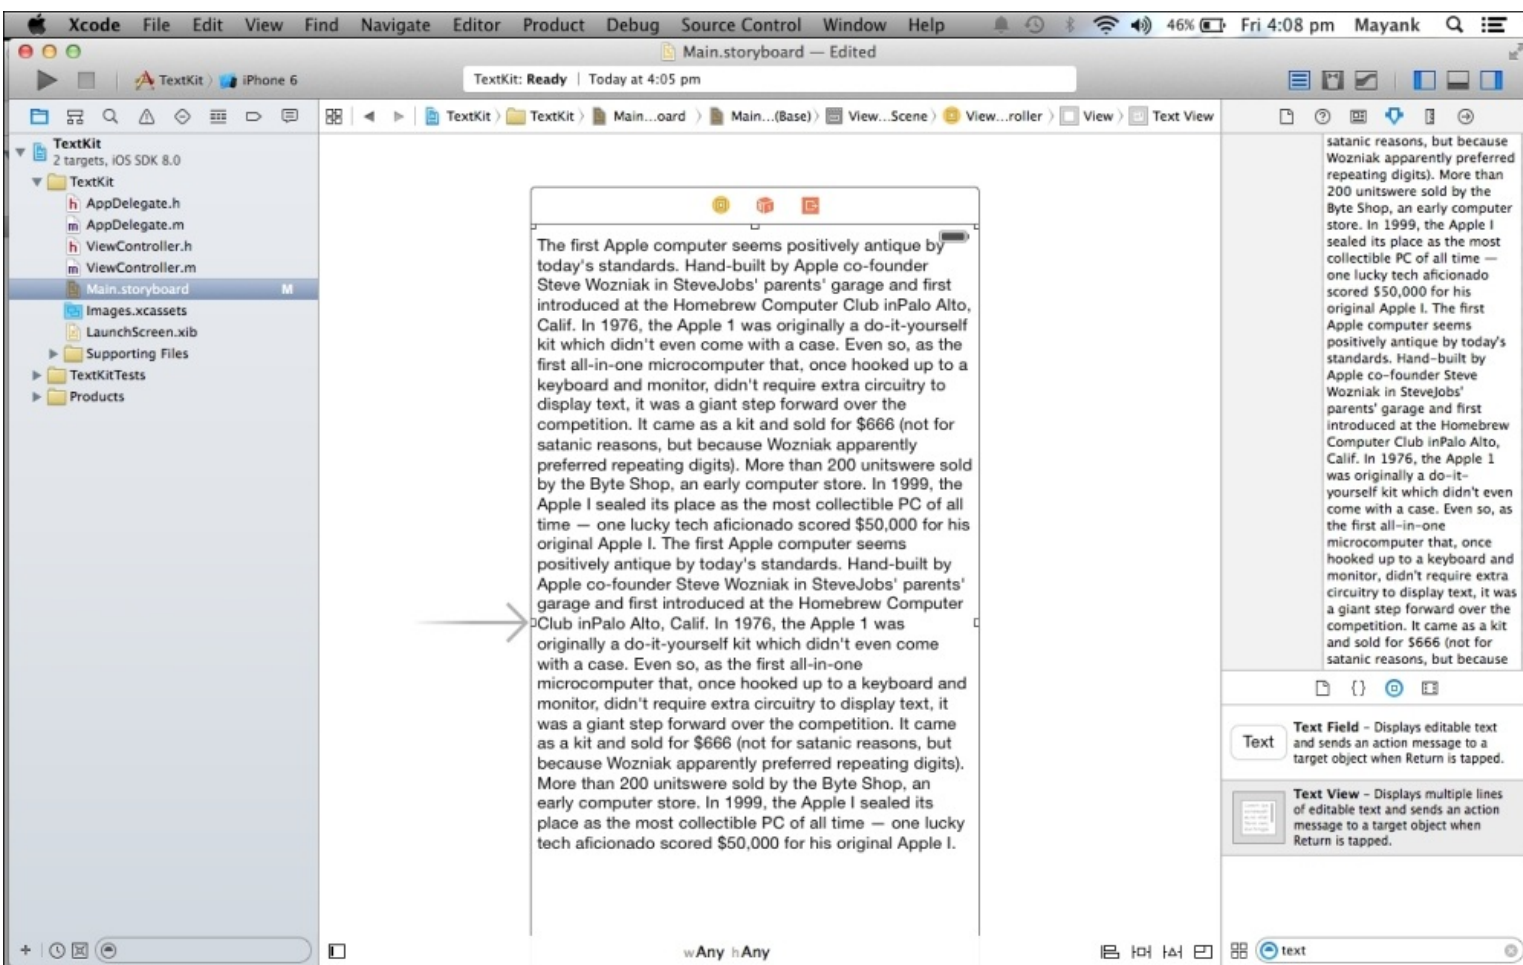 Xcode File Edit View Find Navigate Editor Product Debug Source Control Window Help 46% Fri 4:08 pm Mayank
Main.storyboard — Edited
TextKit iPhone 6
TextKit: Ready | Today at 4:05 pm
TextKit TextKit Main...oard Main...(Base) View...Scene View...roller View Text View
TextKit
2 targets, iOS SDK 8.0
TextKit
h AppDelegate.h
m AppDelegate.m
h ViewController.h
m ViewController.m
Main.storyboard M
Images.xcassets
LaunchScreen.xib
Supporting Files
TextKitTests
Products
The first Apple computer seems positively antique by
today's standards. Hand-built by Apple co-founder
Steve Wozniak in SteveJobs' parents' garage and first
introduced at the Homebrew Computer Club inPalo Alto,
Calif. In 1976, the Apple 1 was originally a do-it-yourself
kit which didn't even come with a case. Even so, as the
first all-in-one microcomputer that, once hooked up to a
keyboard and monitor, didn't require extra circuitry to
display text, it was a giant step forward over the
competition. It came as a kit and sold for $666 (not for
satanic reasons, but because Wozniak apparently
preferred repeating digits). More than 200 unitswere sold
by the Byte Shop, an early computer store. In 1999, the
Apple I sealed its place as the most collectible PC of all
time — one lucky tech aficionado scored $50,000 for his
original Apple I. The first Apple computer seems
positively antique by today's standards. Hand-built by
Apple co-founder Steve Wozniak in SteveJobs' parents'
garage and first introduced at the Homebrew Computer
Club inPalo Alto, Calif. In 1976, the Apple 1 was
originally a do-it-yourself kit which didn't even come
with a case. Even so, as the first all-in-one
microcomputer that, once hooked up to a keyboard and
monitor, didn't require extra circuitry to display text, it
was a giant step forward over the competition. It came
as a kit and sold for $666 (not for satanic reasons, but
because Wozniak apparently preferred repeating digits).
More than 200 unitswere sold by the Byte Shop, an
early computer store. In 1999, the Apple I sealed its
place as the most collectible PC of all time — one lucky
tech aficionado scored $50,000 for his original Apple I.
wAny hAny
satanic reasons, but because
Wozniak apparently preferred
repeating digits). More than
200 unitswere sold by the
Byte Shop, an early computer
store. In 1999, the Apple I
sealed its place as the most
collectible PC of all time —
one lucky tech aficionado
scored $50,000 for his
original Apple I. The first
Apple computer seems
positively antique by today's
standards. Hand-built by
Apple co-founder Steve
Wozniak in SteveJobs'
parents' garage and first
introduced at the Homebrew
Computer Club inPalo Alto,
Calif. In 1976, the Apple 1
was originally a do-it-
yourself kit which didn't even
come with a case. Even so, as
the first all-in-one
microcomputer that, once
hooked up to a keyboard and
monitor, didn't require extra
circuitry to display text, it was
a giant step forward over the
competition. It came as a kit
and sold for $666 (not for
satanic reasons, but because
{}
Text
Text Field - Displays editable text
and sends an action message to a
target object when Return is tapped.
Text View - Displays multiple lines
of editable text and sends an action
message to a target object when
Return is tapped.
text